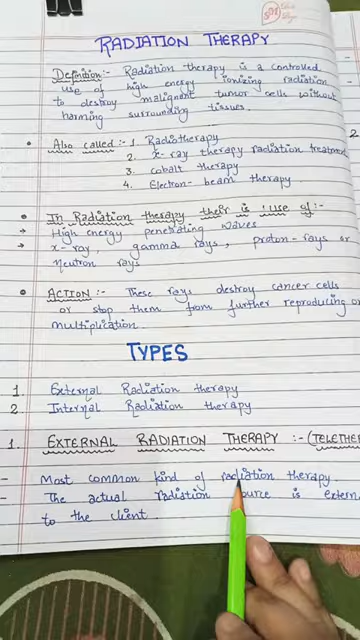 RADIATION THERAPY
Definition:- Radiation therapy is a controlled
use of high energy ionizing radiation
to destroy malignant tumor cells without
harming surrounding tissues.
2
• Also called:- 1. Radiotherapy
2. x-ray therapy radiation treatment
3. cobalt therapy
4. Electron-beam therapy
• In Radiation therapy their is use of:-
→ High energy penetrating waves
→ x-ray, gamma rays, proton-rays or
neutron rays
• ACTION:- These rays destroy cancer cells
or stop them from further reproducing or
multiplication.
TYPES
1. External Radiation therapy
2. Internal Radiation therapy
1. EXTERNAL RADIATION THERAPY :- (TELETHE
- Most common kind of radiation therapy.
- The actual radiation source is extern
to the client.